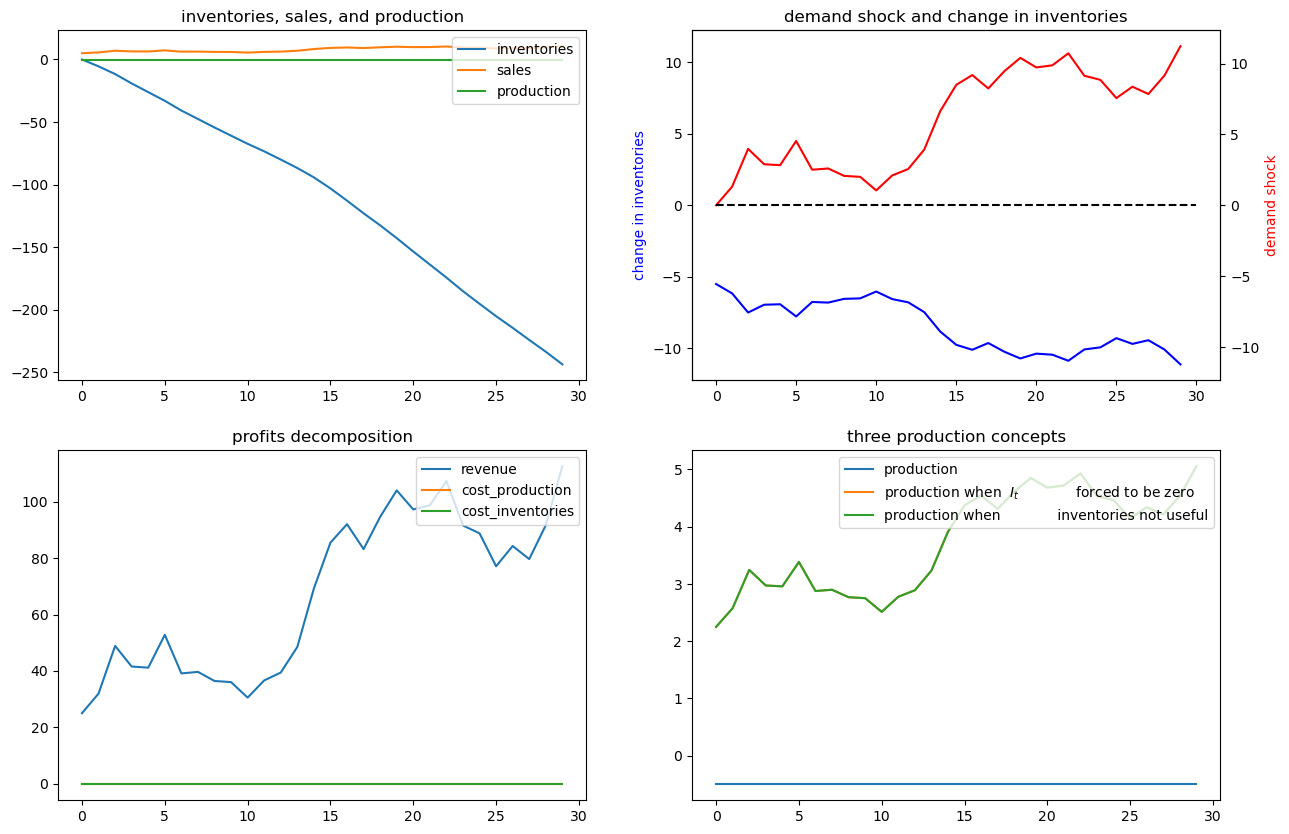 inventories, sales, and production
inventories
sales
production
0
−50
−100
−150
−200
−250
0 5 10 15 20 25 30
demand shock and change in inventories
change in inventories
10
5
0
−5
−10
10
5
0
−5
−10
demand shock
0 5 10 15 20 25 30
profits decomposition
revenue
cost_production
cost_inventories
100
80
60
40
20
0
0 5 10 15 20 25 30
three production concepts
production
production when I_t forced to be zero
production when inventories not useful
5
4
3
2
1
0
0 5 10 15 20 25 30